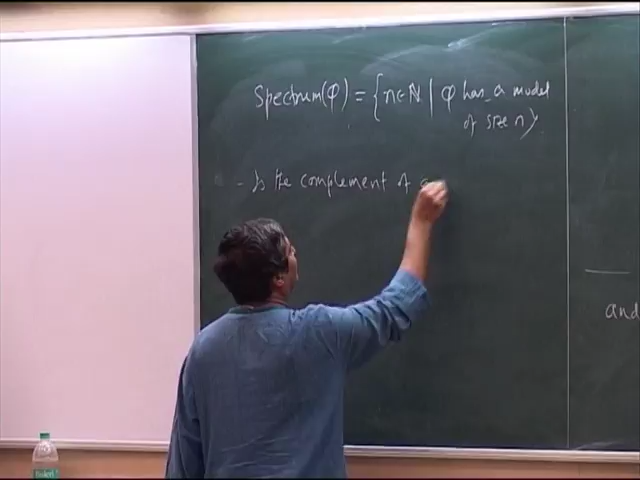 Spectrum(φ) = {n∈ℕ | φ has a model
of size n}
- Is the complement of
and